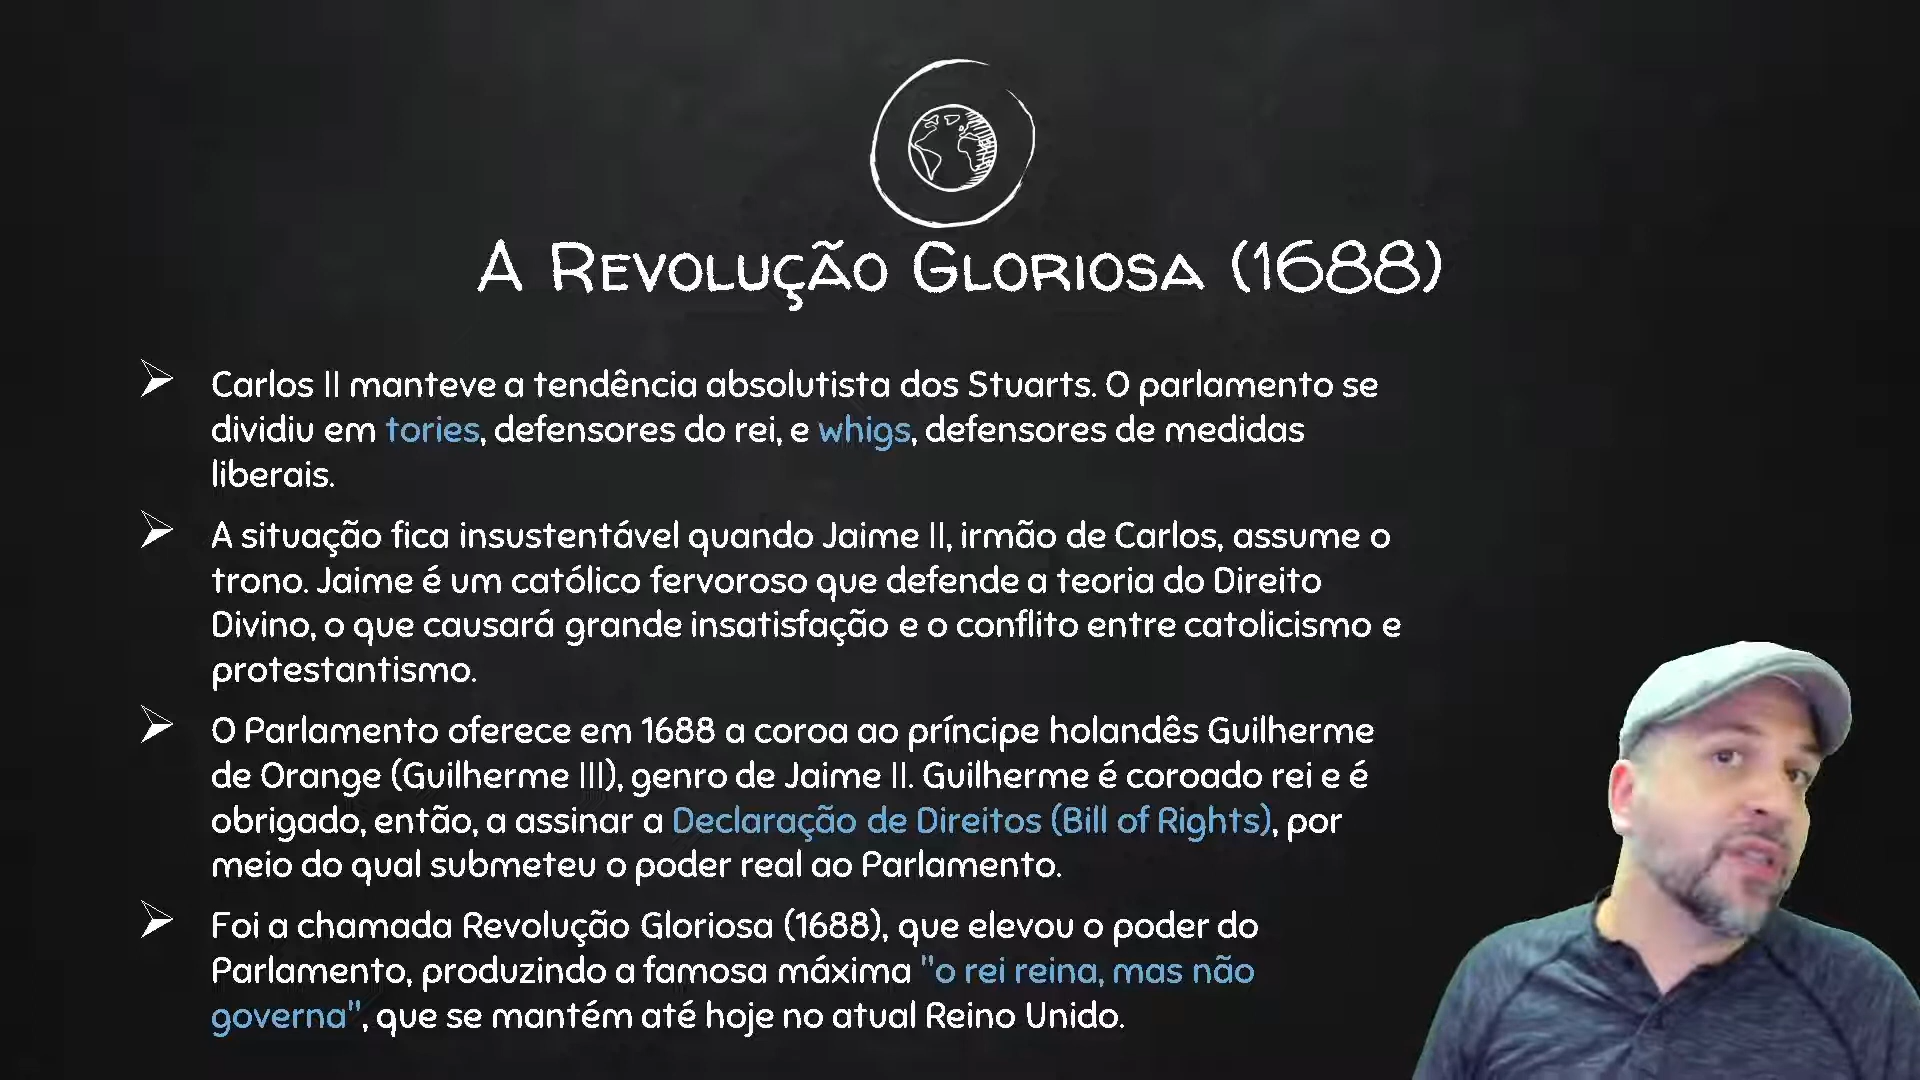 A Revolução Gloriosa (1688)
Carlos II manteve a tendência absolutista dos Stuarts. O parlamento se
dividiu em tories, defensores do rei, e whigs, defensores de medidas
liberais.
A situação fica insustentável quando Jaime II, irmão de Carlos, assume o
trono. Jaime é um católico fervoroso que defende a teoria do Direito
Divino, o que causará grande insatisfação e o conflito entre catolicismo e
protestantismo.
O Parlamento oferece em 1688 a coroa ao príncipe holandês Guilherme
de Orange (Guilherme III), genro de Jaime II. Guilherme é coroado rei e é
obrigado, então, a assinar a Declaração de Direitos (Bill of Rights), por
meio do qual submeteu o poder real ao Parlamento.
Foi a chamada Revolução Gloriosa (1688), que elevou o poder do
Parlamento, produzindo a famosa máxima "o rei reina, mas não
governa", que se mantém até hoje no atual Reino Unido.